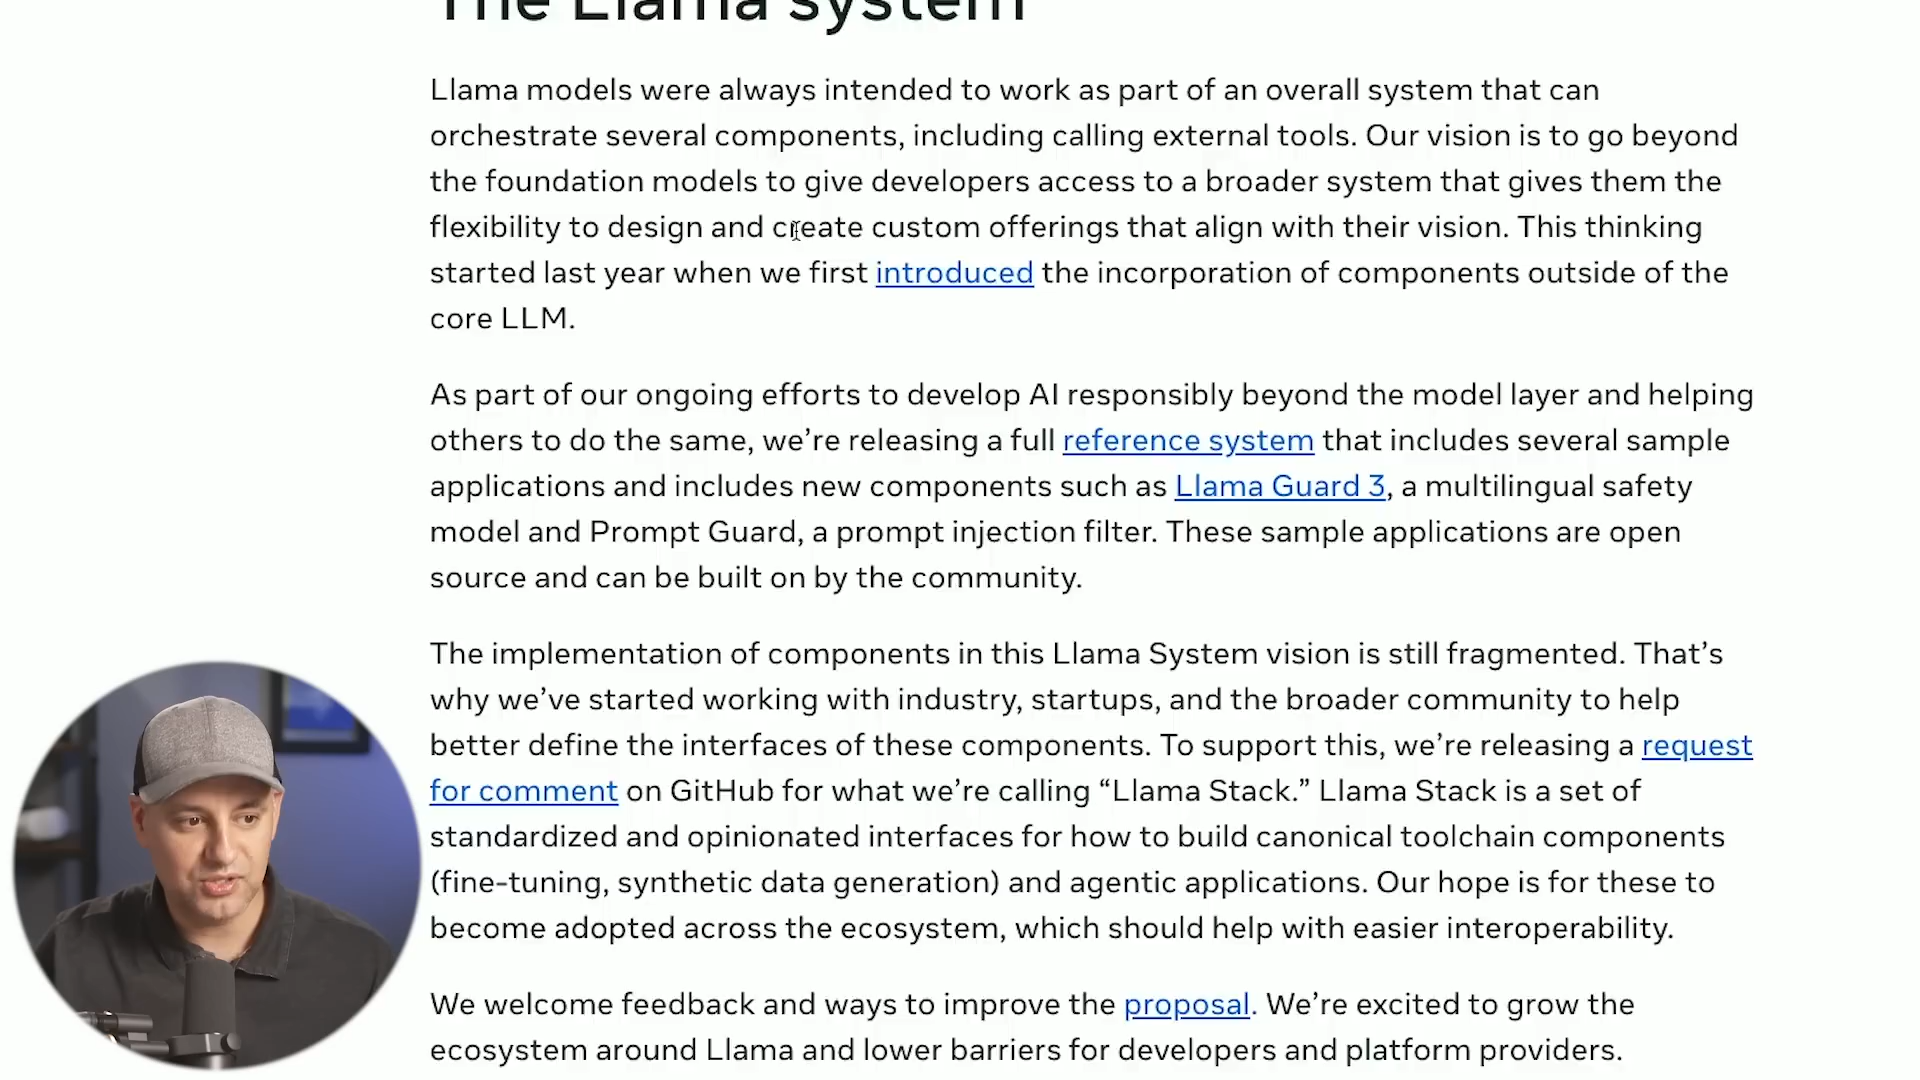 The Llama system
Llama models were always intended to work as part of an overall system that can
orchestrate several components, including calling external tools. Our vision is to go beyond
the foundation models to give developers access to a broader system that gives them the
flexibility to design and create custom offerings that align with their vision. This thinking
started last year when we first introduced the incorporation of components outside of the
core LLM.
As part of our ongoing efforts to develop AI responsibly beyond the model layer and helping
others to do the same, we’re releasing a full reference system that includes several sample
applications and includes new components such as Llama Guard 3, a multilingual safety
model and Prompt Guard, a prompt injection filter. These sample applications are open
source and can be built on by the community.
The implementation of components in this Llama System vision is still fragmented. That’s
why we’ve started working with industry, startups, and the broader community to help
better define the interfaces of these components. To support this, we’re releasing a request
for comment on GitHub for what we’re calling “Llama Stack.” Llama Stack is a set of
standardized and opinionated interfaces for how to build canonical toolchain components
(fine-tuning, synthetic data generation) and agentic applications. Our hope is for these to
become adopted across the ecosystem, which should help with easier interoperability.
We welcome feedback and ways to improve the proposal. We’re excited to grow the
ecosystem around Llama and lower barriers for developers and platform providers.